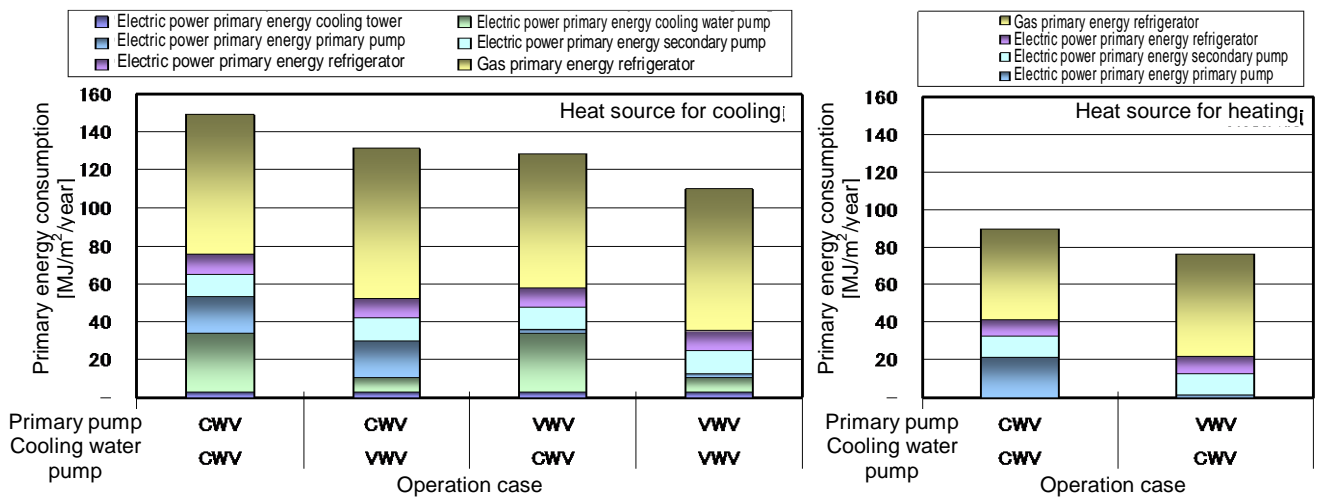 Electric power primary energy cooling tower
Electric power primary energy cooling water pump
Electric power primary energy primary pump
Electric power primary energy secondary pump
Electric power primary energy refrigerator
Gas primary energy refrigerator
Primary energy consumption
[MJ/m²/year]
160
140
120
100
80
60
40
20
–
Heat source for cooling
Primary pump
CWV
CWV
VWV
VWV
Cooling water
pump
CWV
VWV
CWV
VWV
Operation case
Gas primary energy refrigerator
Electric power primary energy refrigerator
Electric power primary energy secondary pump
Electric power primary energy primary pump
Primary energy consumption
[MJ/m²/year]
160
140
120
100
80
60
40
20
–
Heat source for heating
Primary pump
Cooling water
pump
CWV
VWV
CWV
CWV
Operation case